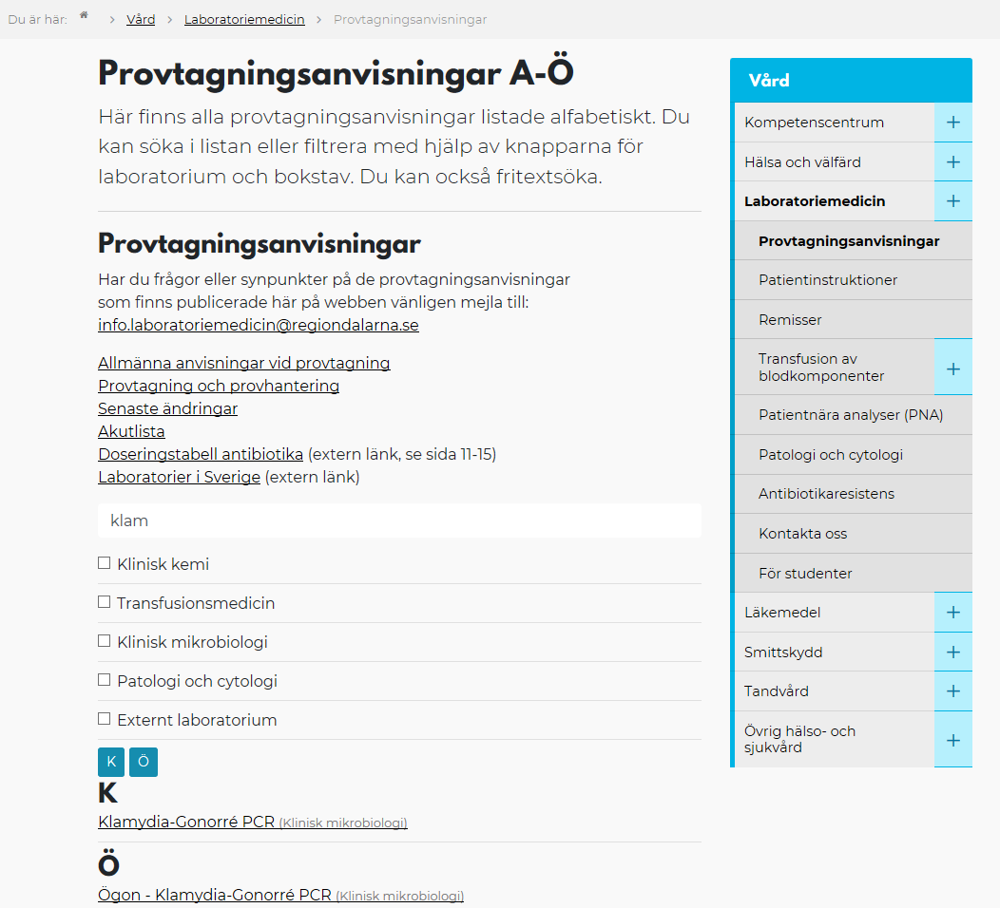 Du är här: > Vård > Laboratoriemedicin > Provtagningsanvisningar
Provtagningsanvisningar A-Ö
Här finns alla provtagningsanvisningar listade alfabetiskt. Du
kan söka i listan eller filtrera med hjälp av knapparna för
laboratorium och bokstav. Du kan också fritextsöka.
Provtagningsanvisningar
Har du frågor eller synpunkter på de provtagningsanvisningar
som finns publicerade här på webben vänligen mejla till:
info.laboratoriemedicin@regiondalarna.se
Allmänna anvisningar vid provtagning
Provtagning och provhantering
Senaste ändringar
Akutlista
Doseringstabell antibiotika (extern länk, se sida 11-15)
Laboratorier i Sverige (extern länk)
klam
Klinisk kemi
Transfusionsmedicin
Klinisk mikrobiologi
Patologi och cytologi
Externt laboratorium
K Ö
K
Klamydia-Gonorré PCR (Klinisk mikrobiologi)
Ö
Ögon - Klamydia-Gonorré PCR (Klinisk mikrobiologi)
Vård
Kompetenscentrum +
Hälsa och välfärd +
Laboratoriemedicin +
Provtagningsanvisningar
Patientinstruktioner
Remisser
Transfusion av
blodkomponenter +
Patientnära analyser (PNA)
Patologi och cytologi
Antibiotikaresistens
Kontakta oss
För studenter
Läkemedel +
Smittskydd +
Tandvård +
Övrig hälso- och
sjukvård +